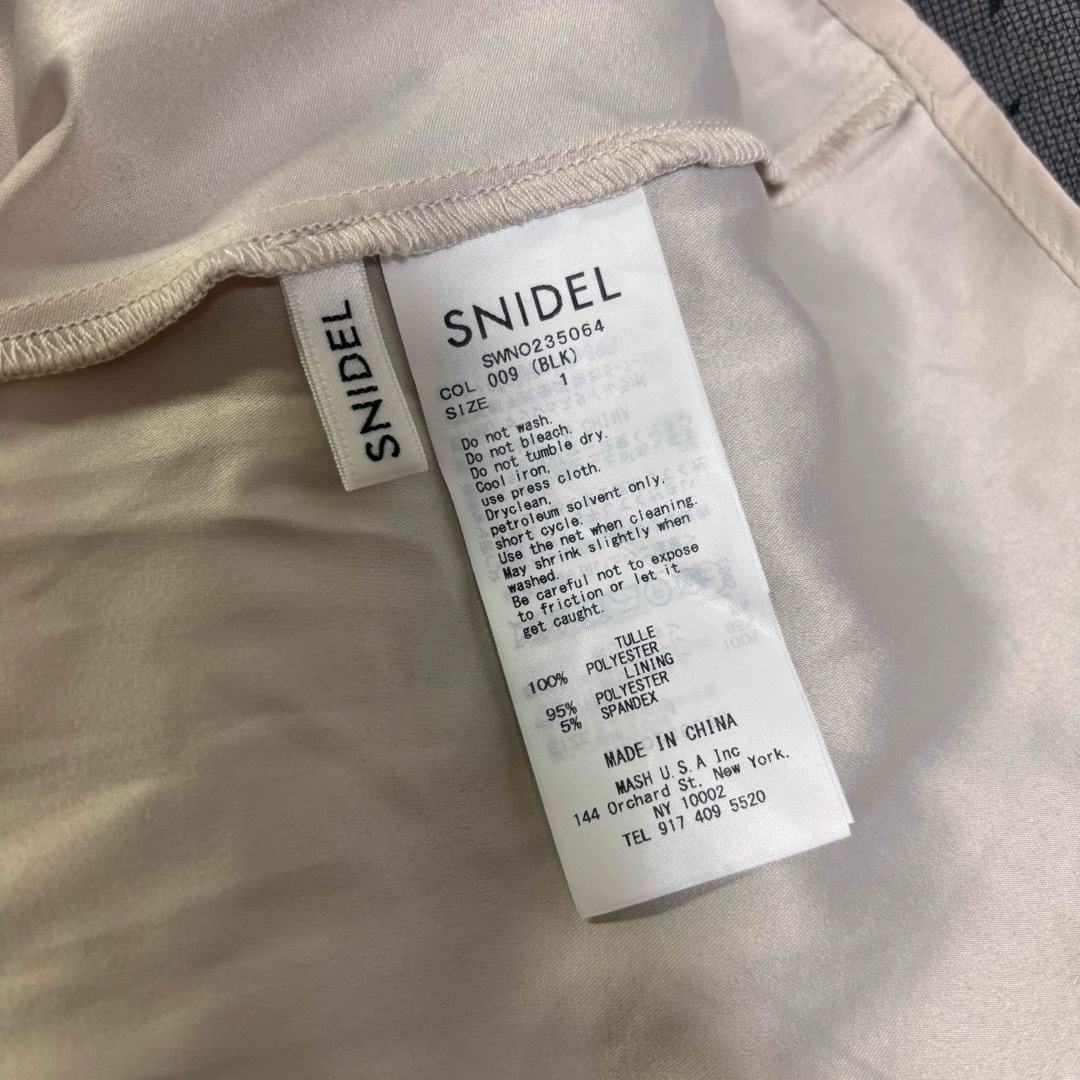 SNIDEL
SNIDEL
SWNO235064
COL 009 (BLK)
SIZE 1
Do not wash.
Do not bleach.
Do not tumble dry.
Cool iron,
use press cloth.
Dryclean,
petroleum solvent only.
short cycle.
Use the net when cleaning.
May shrink slightly when
washed.
Be careful not to expose
to friction or let it
get caught.
TULLE
100% POLYESTER
LINING
95% POLYESTER
5% SPANDEX
MADE IN CHINA
MASH U.S.A Inc
144 Orchard St. New York.
NY 10002
TEL 917 409 5520